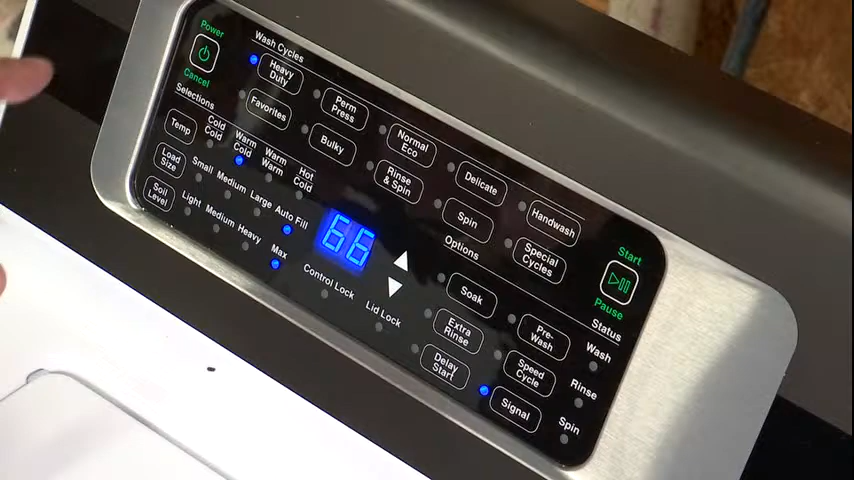 Power
Cancel
Wash Cycles
Heavy Duty
Perm Press
Normal Eco
Delicate
Handwash
Favorites
Bulky
Rinse & Spin
Spin
Special Cycles
Selections
Temp
Cold Cold
Warm Cold
Warm Warm
Hot Cold
Load Size
Small
Medium
Large
Auto Fill
Soil Level
Light
Medium
Heavy
Max
66
Control Lock
Lid Lock
Options
Soak
Pre-Wash
Extra Rinse
Speed Cycle
Delay Start
Signal
Start
Pause
Status
Wash
Rinse
Spin